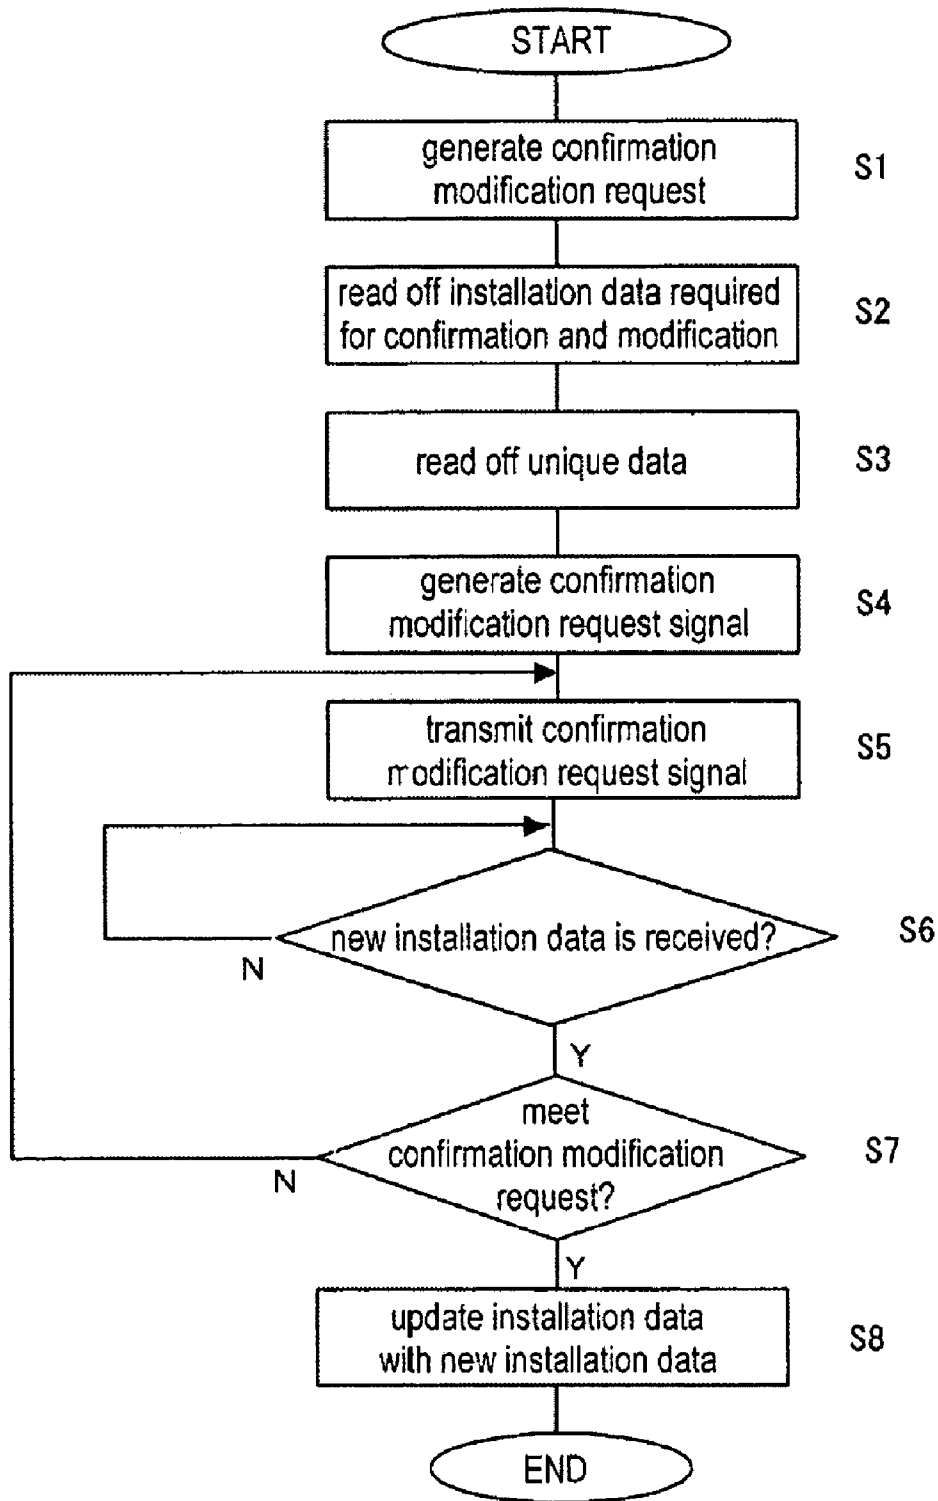 START
generate confirmation
modification request
S1
read off installation data required
for confirmation and modification
S2
read off unique data
S3
generate confirmation
modification request signal
S4
transmit confirmation
modification request signal
S5
new installation data is received?
S6
N
Y
meet
confirmation modification
request?
S7
N
Y
update installation data
with new installation data
S8
END